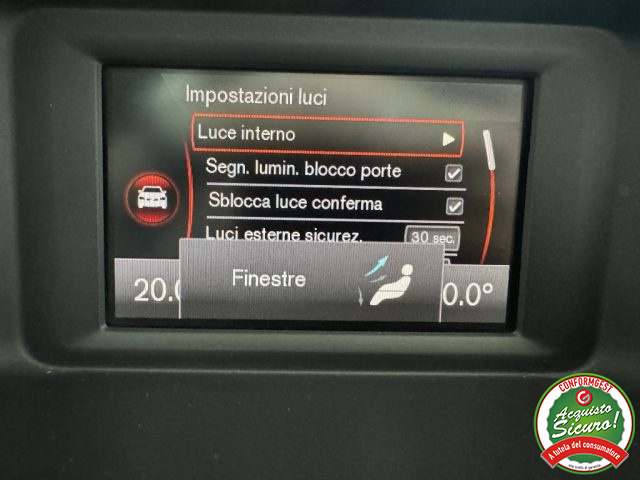 Impostazioni luci
Luce interno
Segn. lumin. blocco porte
Sblocca luce conferma
Luci esterne sicurez.
30 sec.
Finestre
20.
0.0°
CONFORMGEST
Acquisto
Sicuro!
A tutela del consumatore